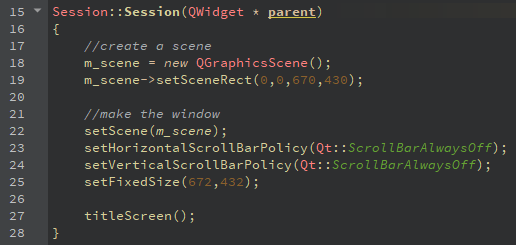 15 Session::Session(QWidget * parent)
16 {
17 //create a scene
18 m_scene = new QGraphicsScene();
19 m_scene->setSceneRect(0,0,670,430);
20
21 //make the window
22 setScene(m_scene);
23 setHorizontalScrollBarPolicy(Qt::ScrollBarAlwaysOff);
24 setVerticalScrollBarPolicy(Qt::ScrollBarAlwaysOff);
25 setFixedSize(672,432);
26
27 titleScreen();
28 }